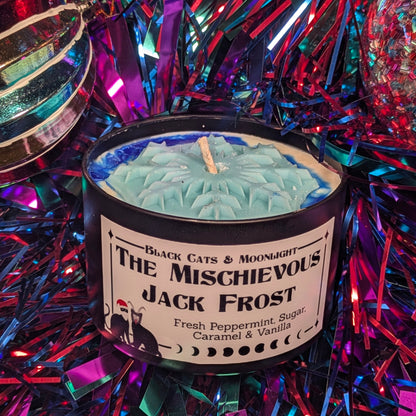 Black Cats & Moonlight
The Mischievous
Jack Frost
Fresh Peppermint, Sugar,
Caramel & Vanilla